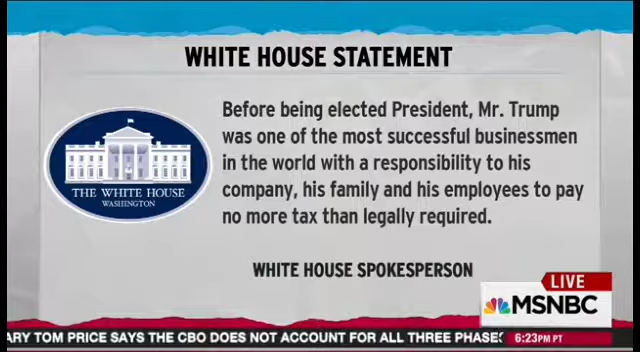 WHITE HOUSE STATEMENT
Before being elected President, Mr. Trump
was one of the most successful businessmen
in the world with a responsibility to his
company, his family and his employees to pay
no more tax than legally required.
THE WHITE HOUSE
WASHINGTON
WHITE HOUSE SPOKESPERSON
LIVE
MSNBC
ARY TOM PRICE SAYS THE CBO DOES NOT ACCOUNT FOR ALL THREE PHASE
6:23PM PT